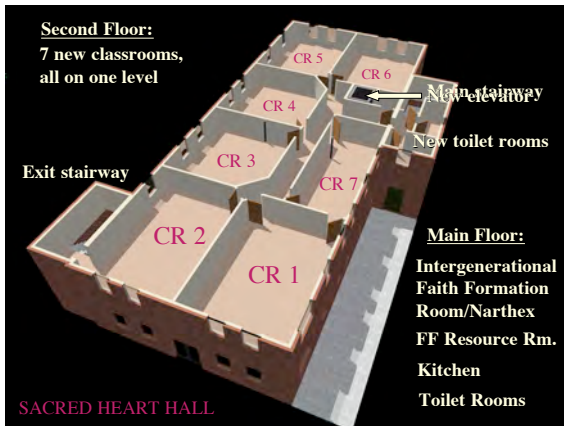 Second Floor:
7 new classrooms,
all on one level
CR 5
CR 6
Main stairway
New elevator
CR 4
New toilet rooms
CR 3
Exit stairway
CR 7
CR 2
CR 1
Main Floor:
Intergenerational
Faith Formation
Room/Narthex
FF Resource Rm.
Kitchen
Toilet Rooms
SACRED HEART HALL